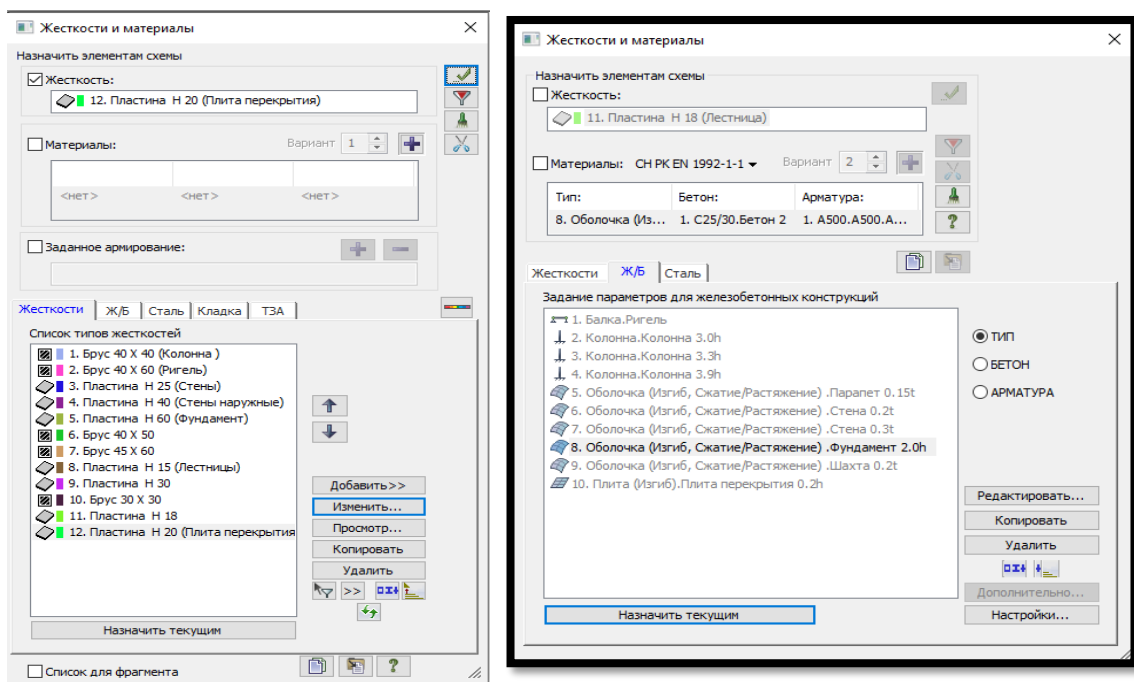 Жесткости и материалы
Назначить элементам схемы
Жесткость:
12. Пластина H 20 (Плита перекрытия)
Материалы:
Вариант 1
<нет> <нет> <нет>
Заданное армирование:
Жесткости Ж/Б Сталь Кладка ТЗА
Список типов жесткостей
1. Брус 40 X 40 (Колонна )
2. Брус 40 X 60 (Ригель)
3. Пластина H 25 (Стены)
4. Пластина H 40 (Стены наружные)
5. Пластина H 60 (Фундамент)
6. Брус 40 X 50
7. Брус 45 X 60
8. Пластина H 15 (Лестницы)
9. Пластина H 30
10. Брус 30 X 30
11. Пластина H 18
12. Пластина H 20 (Плита перекрытия
Добавить>>
Изменить...
Просмотр...
Копировать
Удалить
>>
Назначить текущим
Список для фрагмента
?
Жесткости и материалы
Назначить элементам схемы
Жесткость:
11. Пластина H 18 (Лестница)
Материалы: СН РК EN 1992-1-1 Вариант 2
Тип: Бетон: Арматура:
8. Оболочка (Из... 1. C25/30.Бетон 2 1. A500.A500.A...
?
Жесткости Ж/Б Сталь
Задание параметров для железобетонных конструкций
1. Балка.Ригель
2. Колонна.Колонна 3.0h
3. Колонна.Колонна 3.3h
4. Колонна.Колонна 3.9h
5. Оболочка (Изгиб, Сжатие/Растяжение) .Парапет 0.15t
6. Оболочка (Изгиб, Сжатие/Растяжение) .Стена 0.2t
7. Оболочка (Изгиб, Сжатие/Растяжение) .Стена 0.3t
8. Оболочка (Изгиб, Сжатие/Растяжение) .Фундамент 2.0h
9. Оболочка (Изгиб, Сжатие/Растяжение) .Шахта 0.2t
10. Плита (Изгиб).Плита перекрытия 0.2h
ТИП
БЕТОН
АРМАТУРА
Редактировать...
Копировать
Удалить
Дополнительно...
Назначить текущим
Настройки...